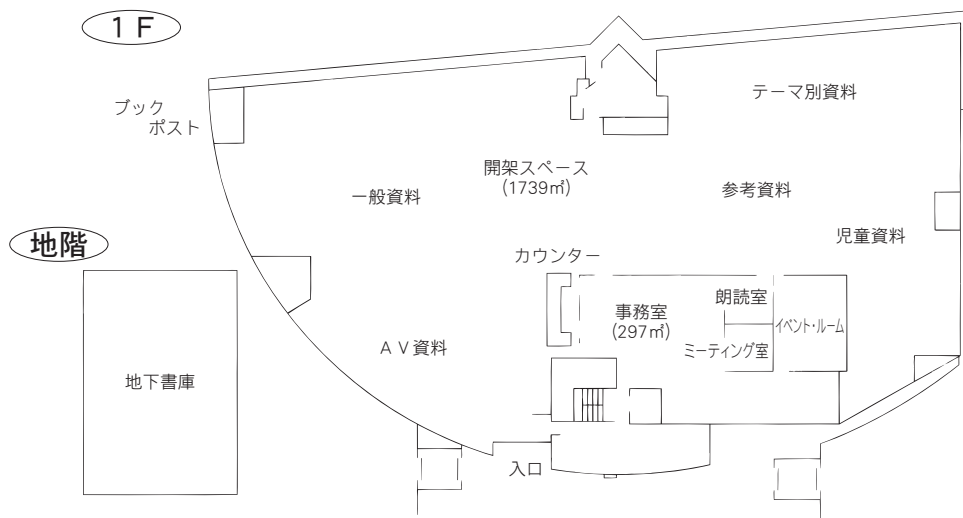 1F
テーマ別資料
ブック
ポスト
開架スペース
(1739㎡)
一般資料
参考資料
児童資料
地階
カウンター
朗読室
事務室
(297㎡)
イベント・ルーム
ミーティング室
AV資料
地下書庫
入口